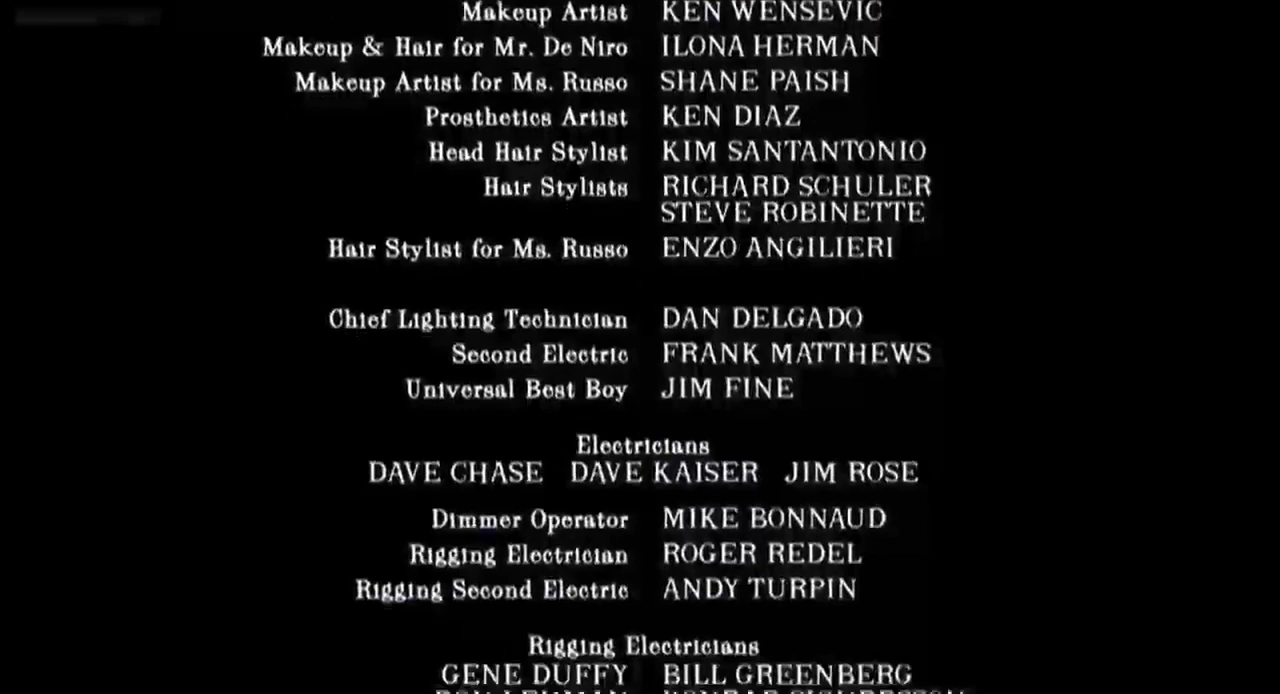 Makeup Artist KEN WENSEVIC
Makeup & Hair for Mr. De Niro ILONA HERMAN
Makeup Artist for Ms. Russo SHANE PAISH
Prosthetics Artist KEN DIAZ
Head Hair Stylist KIM SANTANTONIO
Hair Stylists RICHARD SCHULER
STEVE ROBINETTE
Hair Stylist for Ms. Russo ENZO ANGILIERI
Chief Lighting Technician DAN DELGADO
Second Electric FRANK MATTHEWS
Universal Best Boy JIM FINE
Electricians
DAVE CHASE DAVE KAISER JIM ROSE
Dimmer Operator MIKE BONNAUD
Rigging Electrician ROGER REDEL
Rigging Second Electric ANDY TURPIN
Rigging Electricians
GENE DUFFY BILL GREENBERG